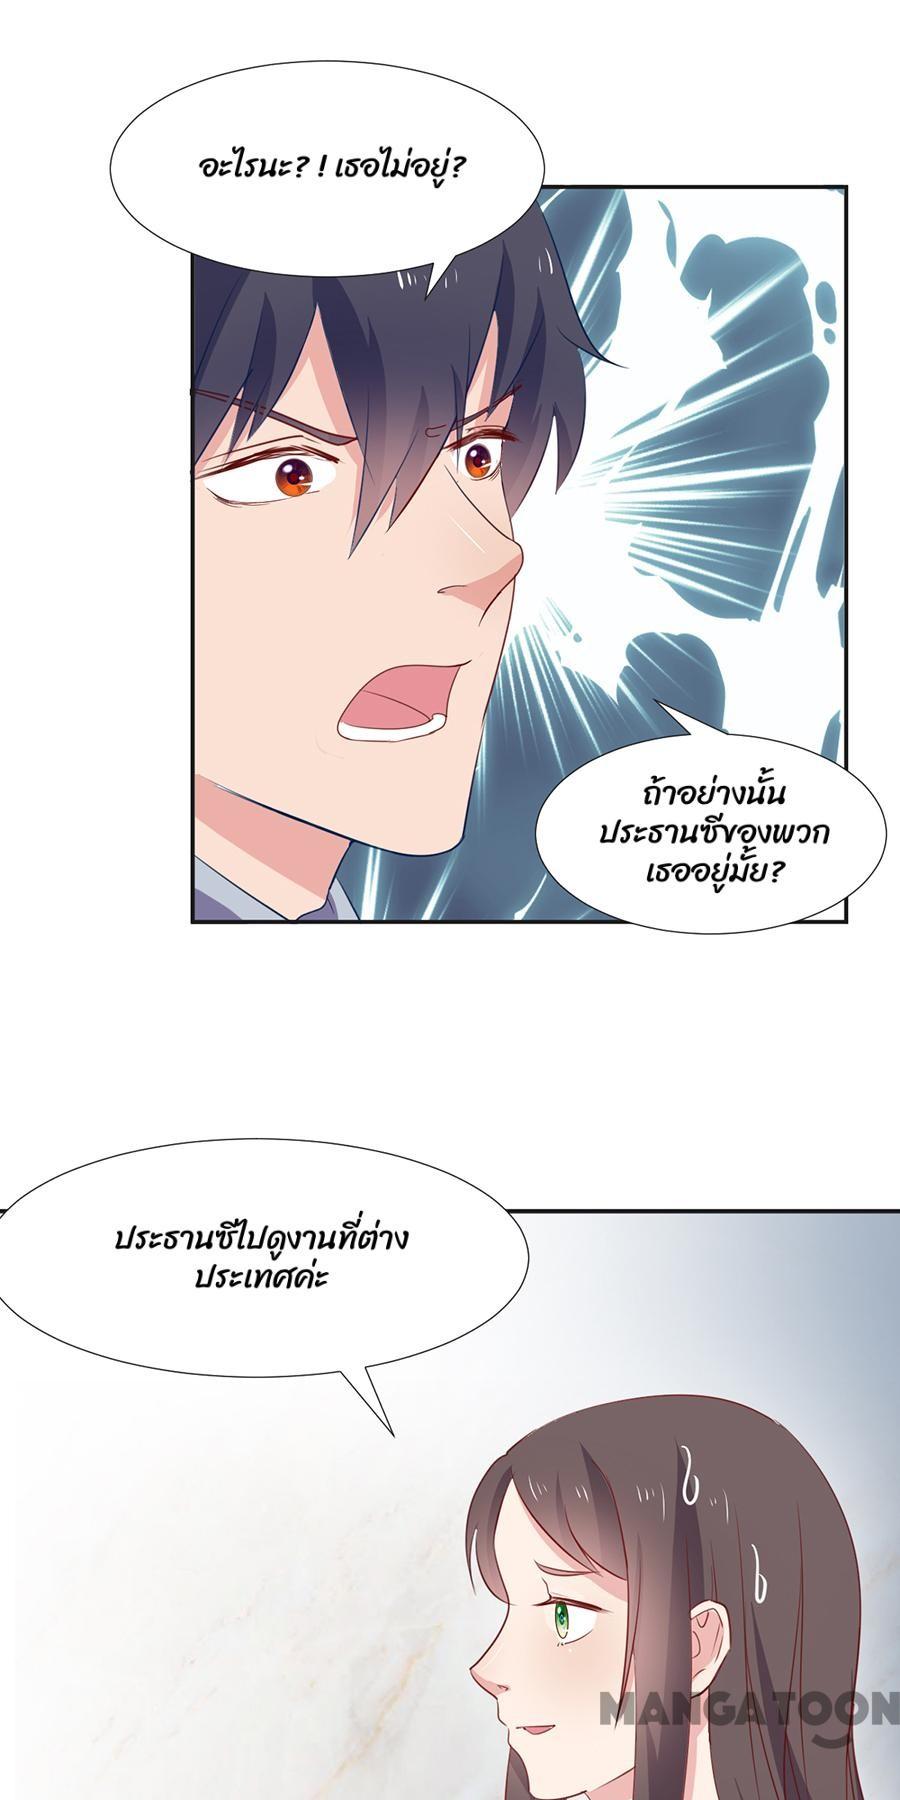 อะไรนะ? ! เธอไม่อยู่?
ถ้าอย่างนั้น
ประธานซีของพวก
เธออยู่มั้ย?
ประธานซีไปดูงานที่ต่าง
ประเทศค่ะ
MANGATOON